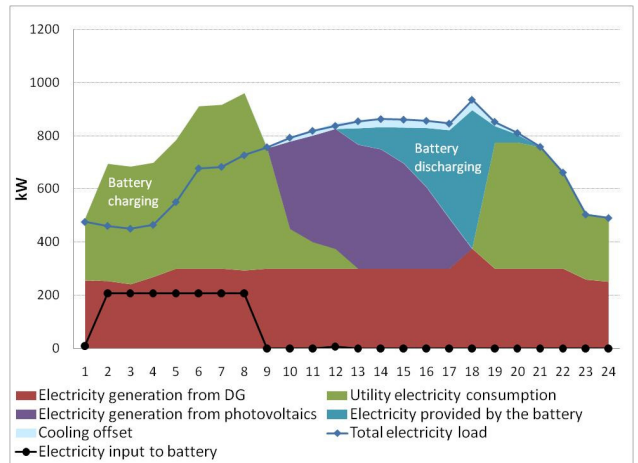 1200
1000
800
600
400
200
0
kW
Battery
charging
Battery
discharging
1 2 3 4 5 6 7 8 9 10 11 12 13 14 15 16 17 18 19 20 21 22 23 24
Electricity generation from DG Utility electricity consumption
Electricity generation from photovoltaics Electricity provided by the battery
Cooling offset Total electricity load
Electricity input to battery